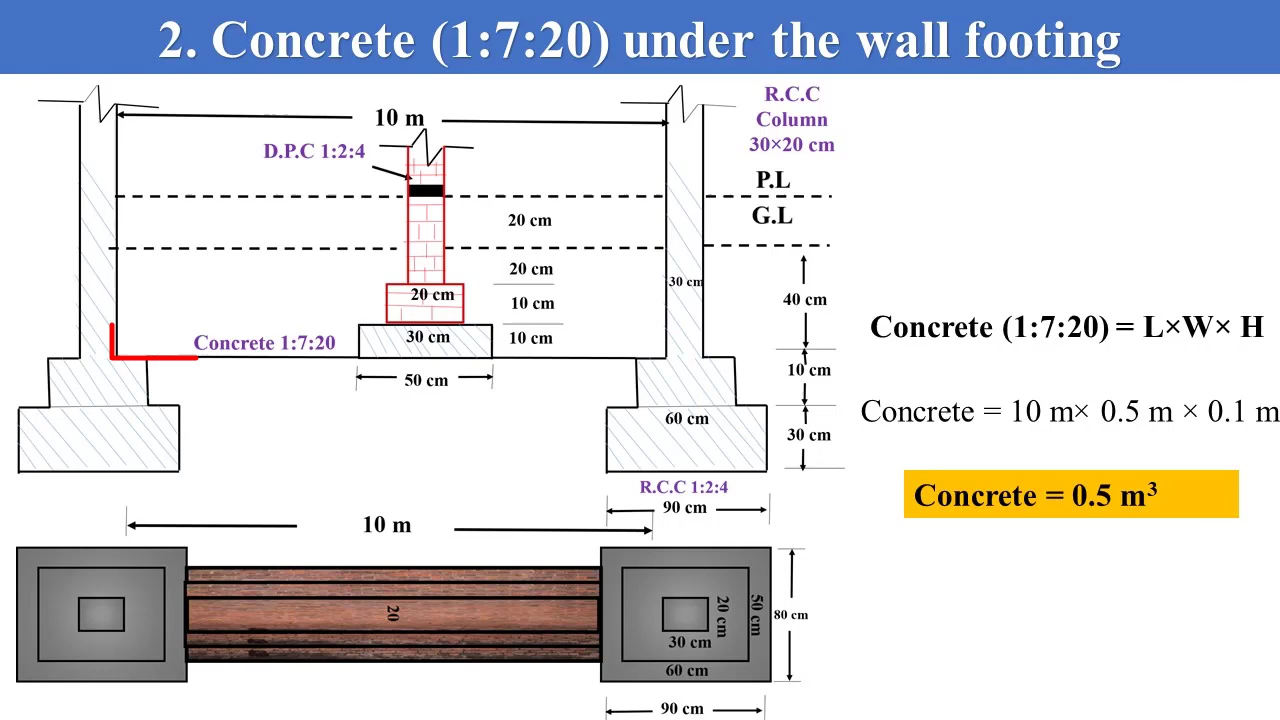 2. Concrete (1:7:20) under the wall footing
R.C.C
Column
30×20 cm
10 m
D.P.C 1:2:4
P.L
G.L
20 cm
20 cm
30 cm
20 cm
10 cm
40 cm
Concrete (1:7:20) = L×W× H
Concrete 1:7:20
30 cm
10 cm
50 cm
10 cm
Concrete = 10 m× 0.5 m × 0.1 m
60 cm
30 cm
R.C.C 1:2:4
90 cm
Concrete = 0.5 m³
10 m
20
20 cm
50 cm
80 cm
30 cm
60 cm
90 cm